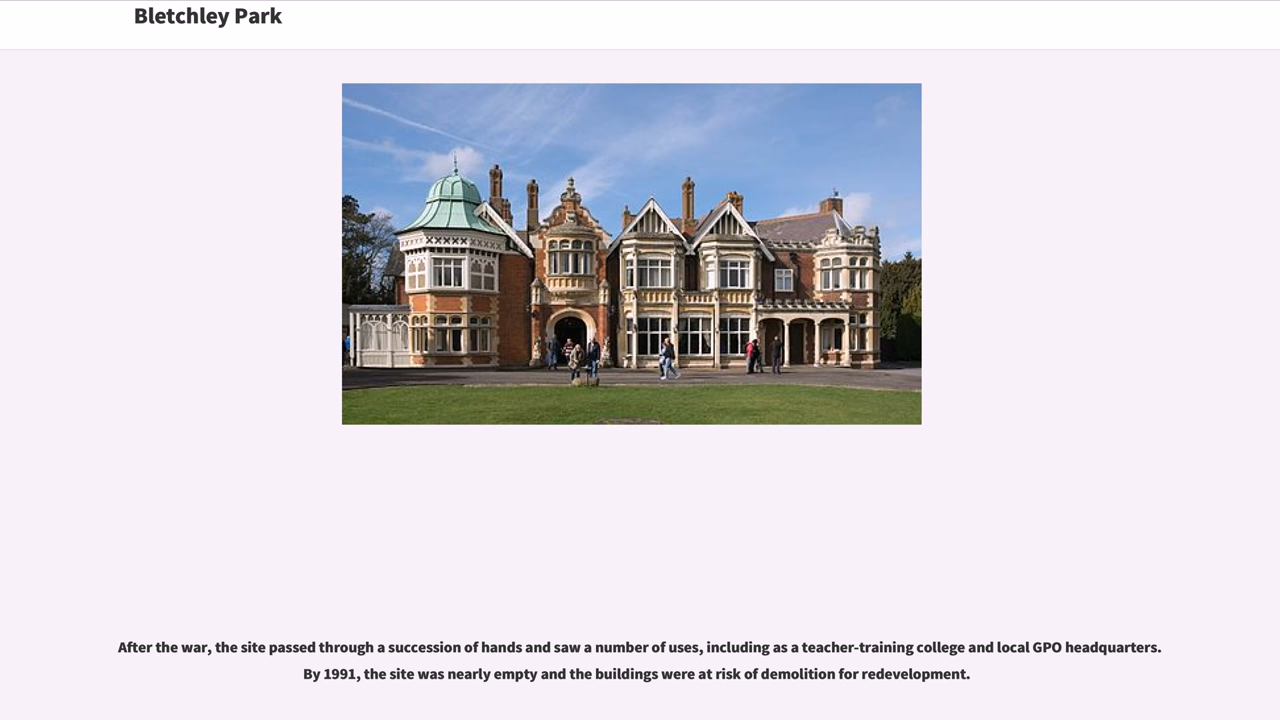 Bletchley Park
After the war, the site passed through a succession of hands and saw a number of uses, including as a teacher-training college and local GPO headquarters.
By 1991, the site was nearly empty and the buildings were at risk of demolition for redevelopment.